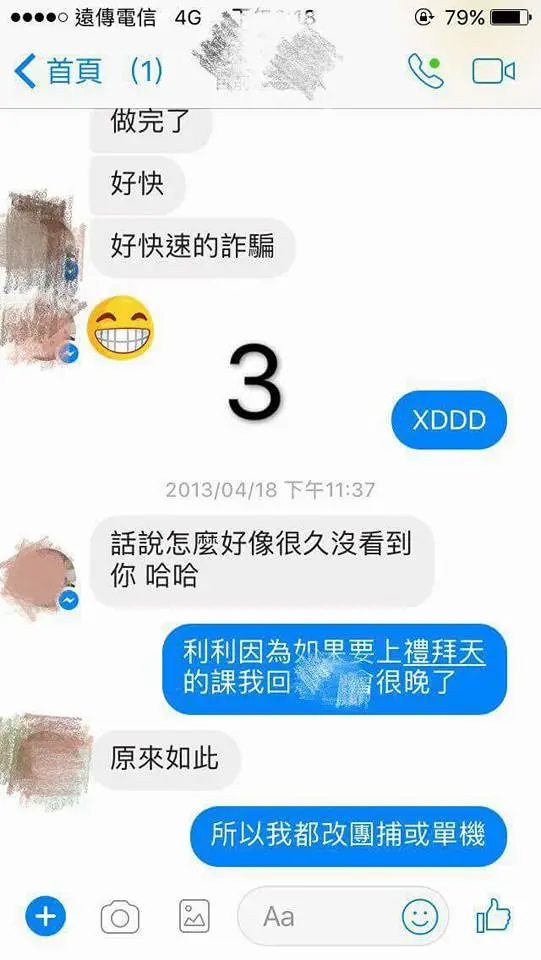 遠傳電信 4G
79%
首頁 (1)
做完了
好快
好快速的詐騙
3
XDDD
2013/04/18 下午11:37
話說怎麼好像很久沒看到
你 哈哈
利利因為如果要上禮拜天
的課我回 會很晚了
原來如此
所以我都改團捕或單機
Aa